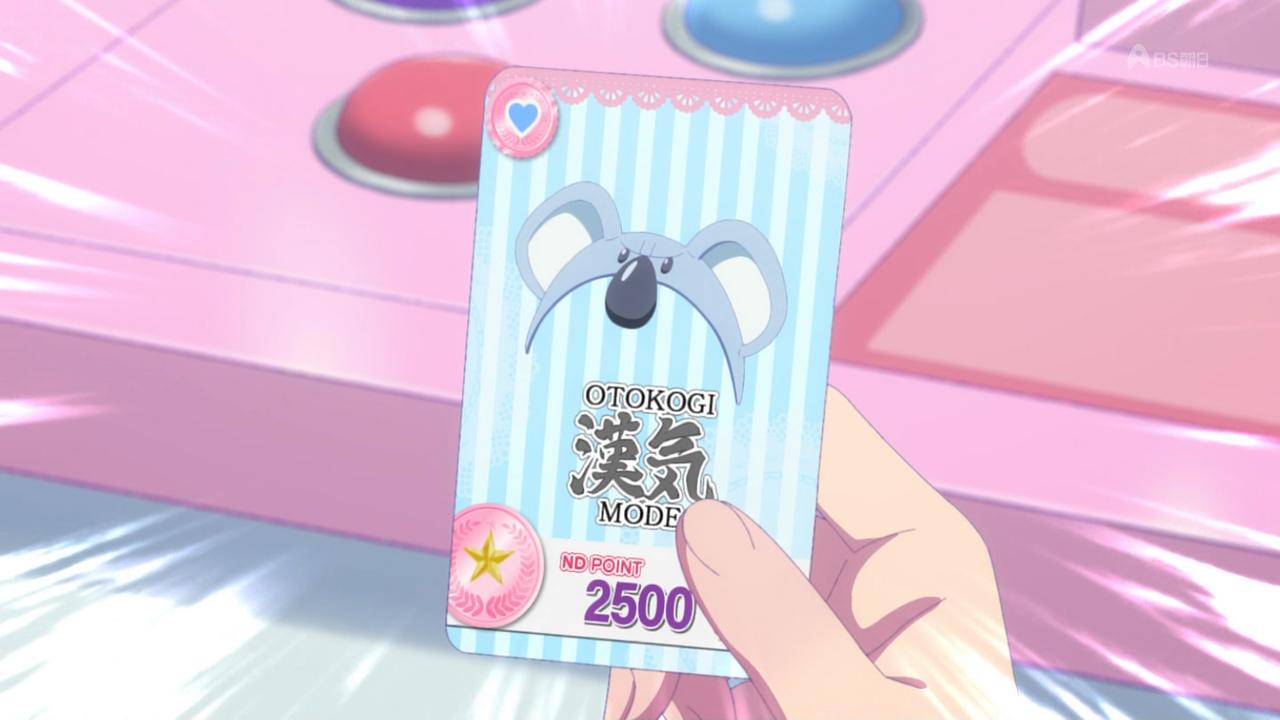 BS朝日
OTOKOGI
漢気
MODE
ND POINT
2500